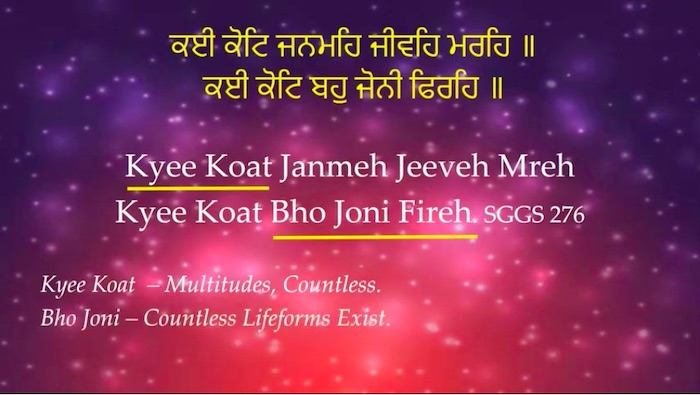 ਕਈ ਕੋਟਿ ਜਨਮਹਿ ਜੀਵਹਿ ਮਰਹਿ ॥
ਕਈ ਕੋਟਿ ਬਹੁ ਜੋਨੀ ਫਿਰਹਿ ॥
Kyee Koat Janmeh Jeeveh Mreh
Kyee Koat Bho Joni Fireh. SGGS 276
Kyee Koat – Multitudes, Countless.
Bho Joni – Countless Lifeforms Exist.